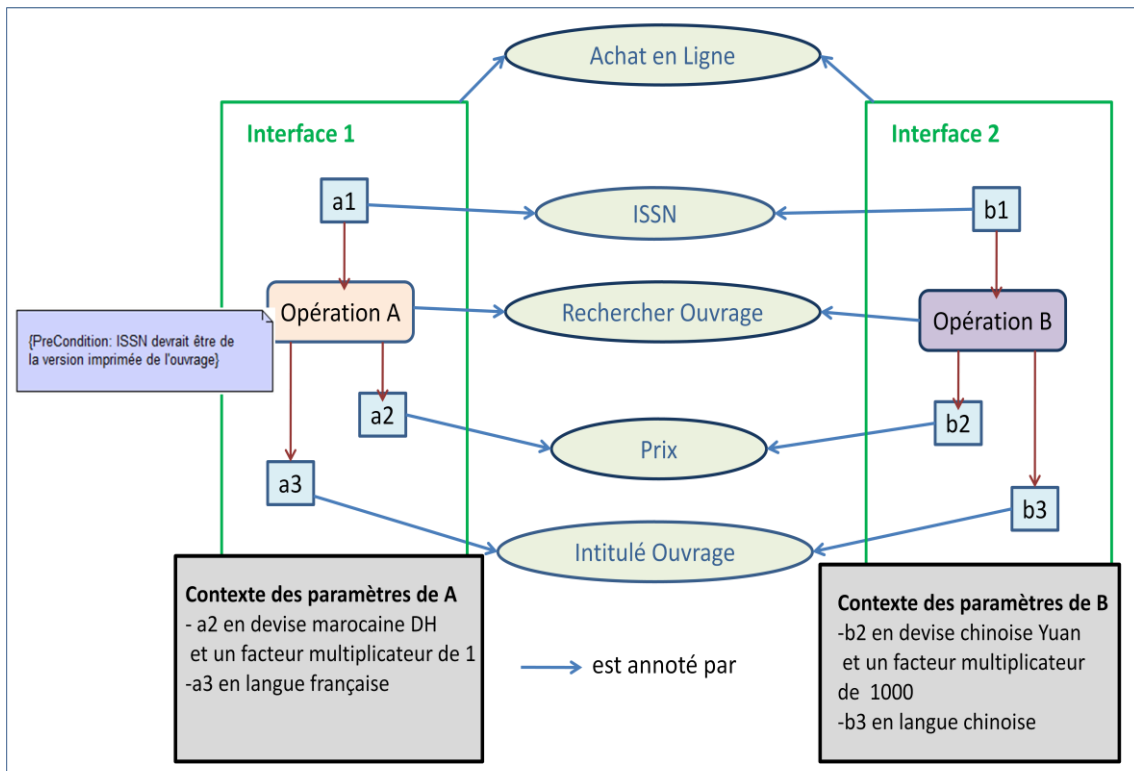 Achat en Ligne
Interface 1
Interface 2
a1
ISSN
b1
Opération A
Rechercher Ouvrage
Opération B
{PreCondition: ISSN devrait être de
la version imprimée de l'ouvrage}
a2
b2
Prix
a3
b3
Intitulé Ouvrage
Contexte des paramètres de A
- a2 en devise marocaine DH
et un facteur multiplicateur de 1
-a3 en langue française
est annoté par
Contexte des paramètres de B
-b2 en devise chinoise Yuan
et un facteur multiplicateur
de 1000
-b3 en langue chinoise